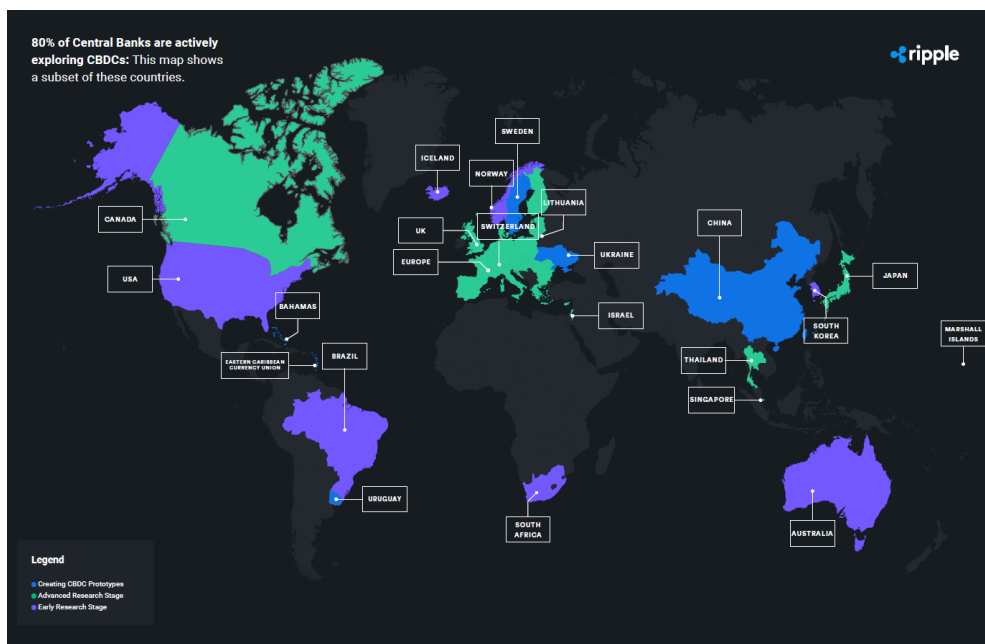 80% of Central Banks are actively
exploring CBDCs: This map shows
a subset of these countries.
ripple
SWEDEN
ICELAND
NORWAY
LITHUANIA
CANADA
UK
SWITZERLAND
CHINA
EUROPE
UKRAINE
USA
JAPAN
BAHAMAS
ISRAEL
SOUTH
KOREA
MARSHALL
ISLANDS
EASTERN CARIBBEAN
CURRENCY UNION
BRAZIL
THAILAND
SINGAPORE
URUGUAY
SOUTH
AFRICA
AUSTRALIA
Legend
Creating CBDC Prototypes
Advanced Research Stage
Early Research Stage